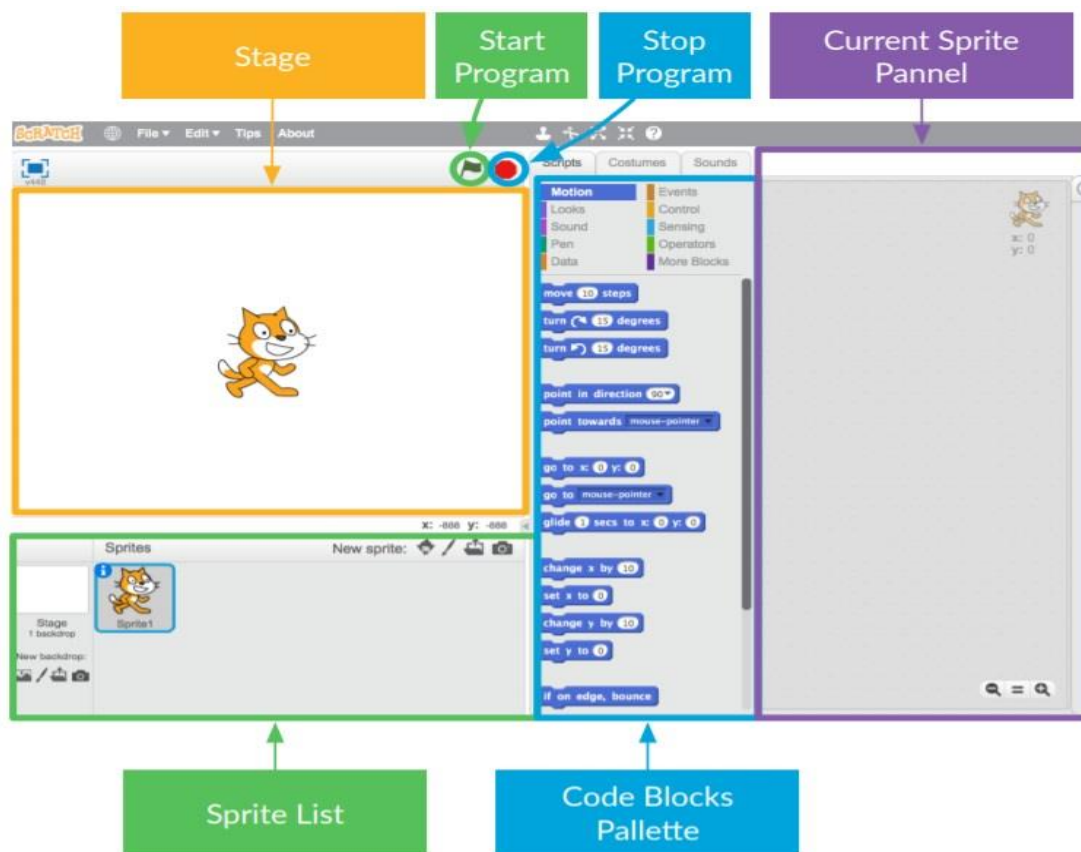 Stage
Start
Program
Stop
Program
Current Sprite
Pannel
SCRATCH File Edit Tips About
v440
Scripts Costumes Sounds
Motion Events
Looks Control
Sound Sensing
Pen Operators
Data More Blocks
x: 0
y: 0
move 10 steps
turn 15 degrees
turn 15 degrees
point in direction 90
point towards mouse-pointer
go to x: 0 y: 0
go to mouse-pointer
glide 1 secs to x: 0 y: 0
change x by 10
set x to 0
change y by 10
set y to 0
if on edge, bounce
x: y:
Sprites New sprite:
Sprite1
Stage
1 backdrop
New backdrop:
Sprite List
Code Blocks
Pallette